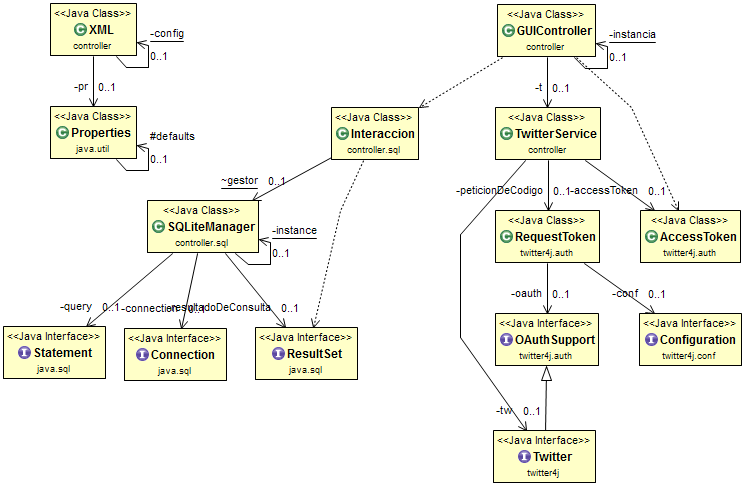 <<Java Class>>
XML
controller
-config
0..1
<<Java Class>>
GUIController
controller
-instancia
0..1
-pr
0..1
-t
0..1
<<Java Class>>
Properties
java.util
#defaults
0..1
<<Java Class>>
Interaccion
controller.sql
<<Java Class>>
TwitterService
controller
~gestor
0..1
-peticionDeCodigo
0..1
-accessToken
0..1
<<Java Class>>
SQLiteManager
controller.sql
-instance
0..1
<<Java Class>>
RequestToken
twitter4j.auth
<<Java Class>>
AccessToken
twitter4j.auth
-query
0..1
-connection
0..1
-resultadoDeConsulta
0..1
-oauth
0..1
-conf
0..1
<<Java Interface>>
Statement
java.sql
<<Java Interface>>
Connection
java.sql
<<Java Interface>>
ResultSet
java.sql
<<Java Interface>>
OAuthSupport
twitter4j.auth
<<Java Interface>>
Configuration
twitter4j.conf
-tw
0..1
<<Java Interface>>
Twitter
twitter4j